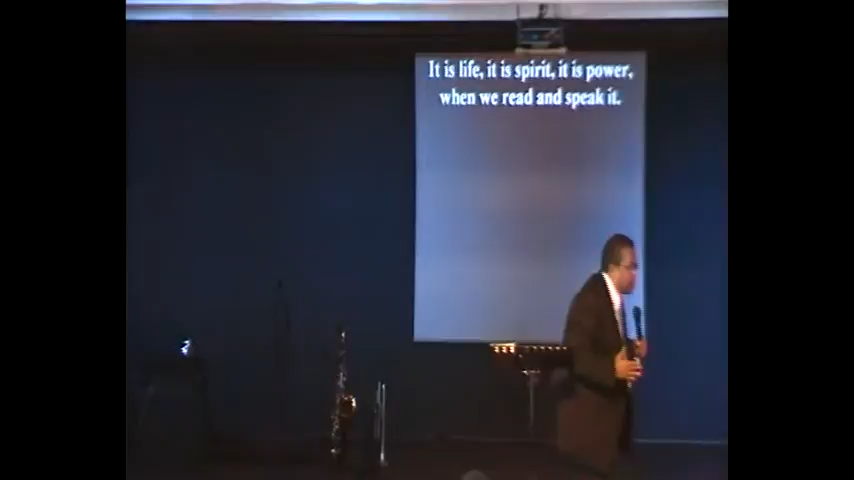 It is life, it is spirit, it is power,
when we read and speak it.